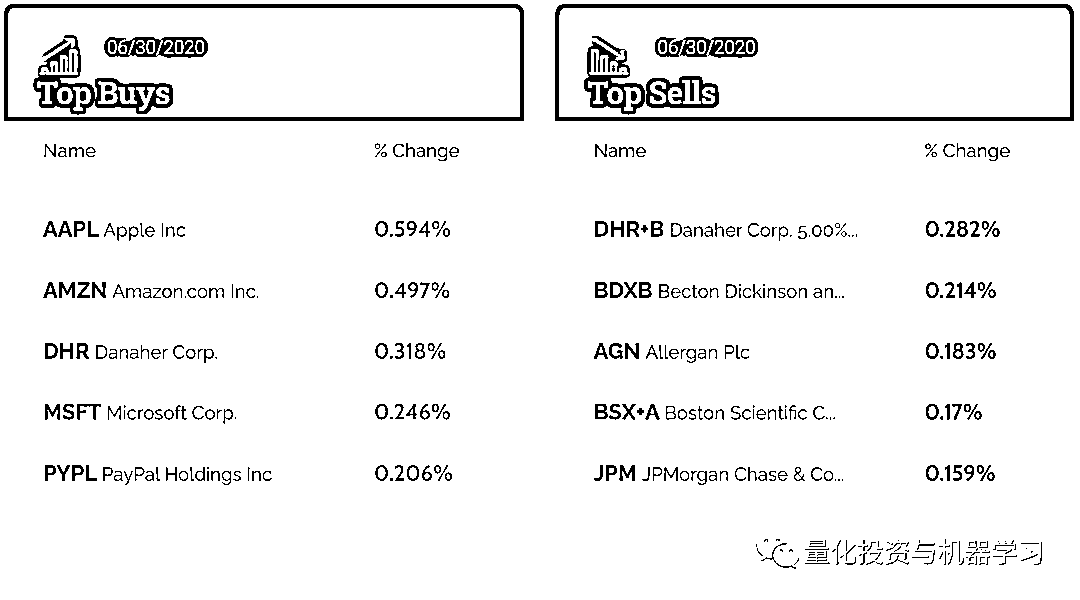 06/30/2020
Top Buys
Name % Change
AAPL Apple Inc 0.594%
AMZN Amazon.com Inc. 0.497%
DHR Danaher Corp. 0.318%
MSFT Microsoft Corp. 0.246%
PYPL PayPal Holdings Inc 0.206%
06/30/2020
Top Sells
Name % Change
DHR+B Danaher Corp. 5.00%... 0.282%
BDXB Becton Dickinson an... 0.214%
AGN Allergan Plc 0.183%
BSX+A Boston Scientific C... 0.17%
JPM JPMorgan Chase & Co... 0.159%
量化投资与机器学习